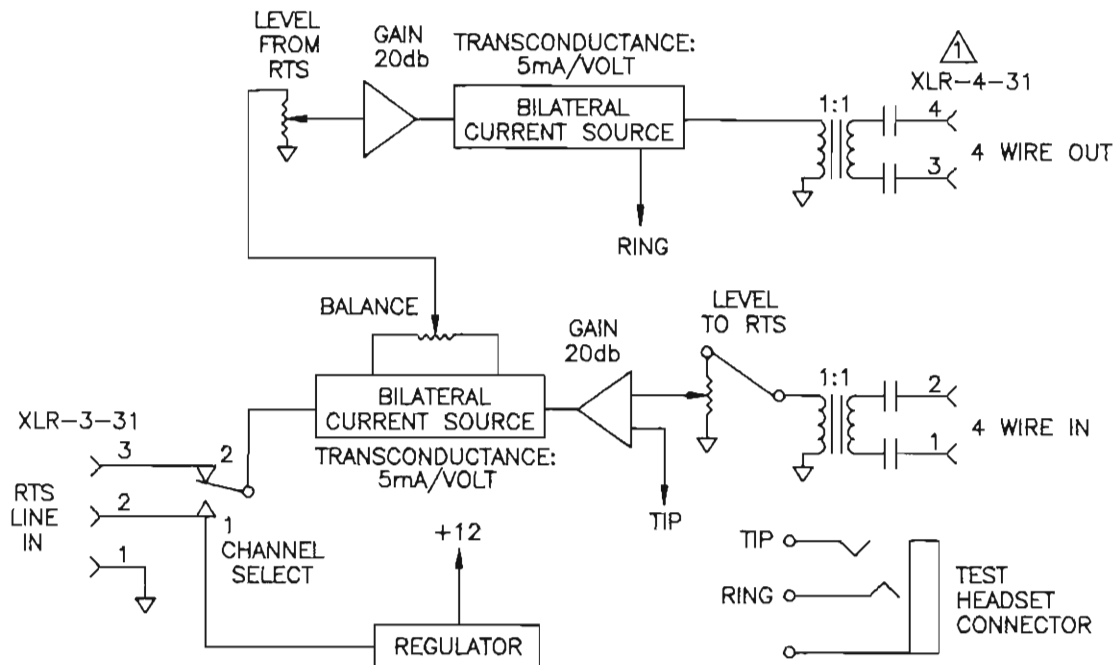 LEVEL
FROM
RTS
GAIN
20db
TRANSCONDUCTANCE:
5mA/VOLT
BILATERAL
CURRENT SOURCE
RING
1:1
1
XLR-4-31
4
3
4 WIRE OUT
BALANCE
BILATERAL
CURRENT SOURCE
TRANSCONDUCTANCE:
5mA/VOLT
GAIN
20db
TIP
LEVEL
TO RTS
1:1
2
1
4 WIRE IN
XLR-3-31
3
2
1
RTS
LINE
IN
2
1
CHANNEL
SELECT
+12
REGULATOR
TIP
RING
TEST
HEADSET
CONNECTOR